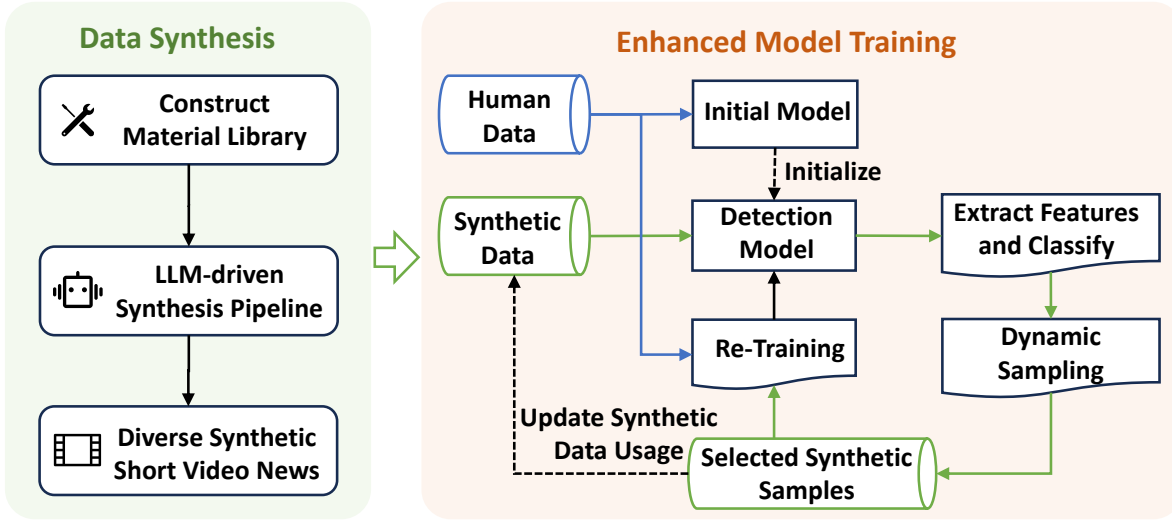 Data Synthesis
Construct
Material Library
LLM-driven
Synthesis Pipeline
Diverse Synthetic
Short Video News
Enhanced Model Training
Human
Data
Initial Model
Initialize
Synthetic
Data
Detection
Model
Extract Features
and Classify
Re-Training
Dynamic
Sampling
Update Synthetic
Data Usage
Selected Synthetic
Samples